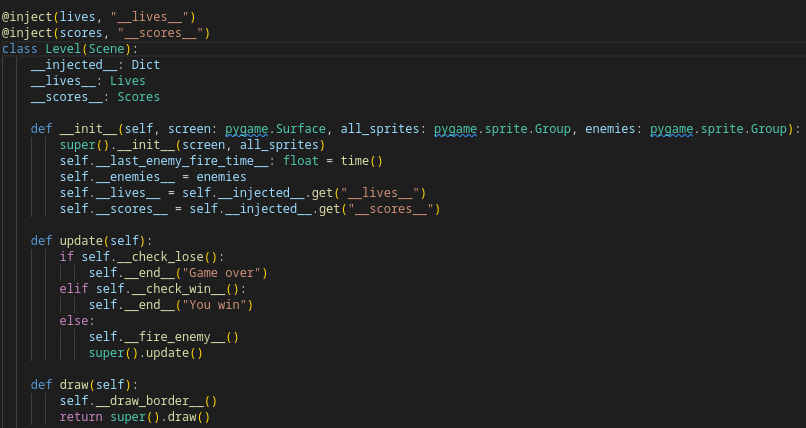 @inject(lives, "__lives__")
@inject(scores, "__scores__")
class Level(Scene):
    __injected__: Dict
    __lives__: Lives
    __scores__: Scores

    def __init__(self, screen: pygame.Surface, all_sprites: pygame.sprite.Group, enemies: pygame.sprite.Group):
        super().__init__(screen, all_sprites)
        self.__last_enemy_fire_time__: float = time()
        self.__enemies__ = enemies
        self.__lives__ = self.__injected__.get("__lives__")
        self.__scores__ = self.__injected__.get("__scores__")

    def update(self):
        if self.__check_lose():
            self.__end__("Game over")
        elif self.__check_win__():
            self.__end__("You win")
        else:
            self.__fire_enemy__()
            super().update()

    def draw(self):
        self.__draw_border__()
        return super().draw()